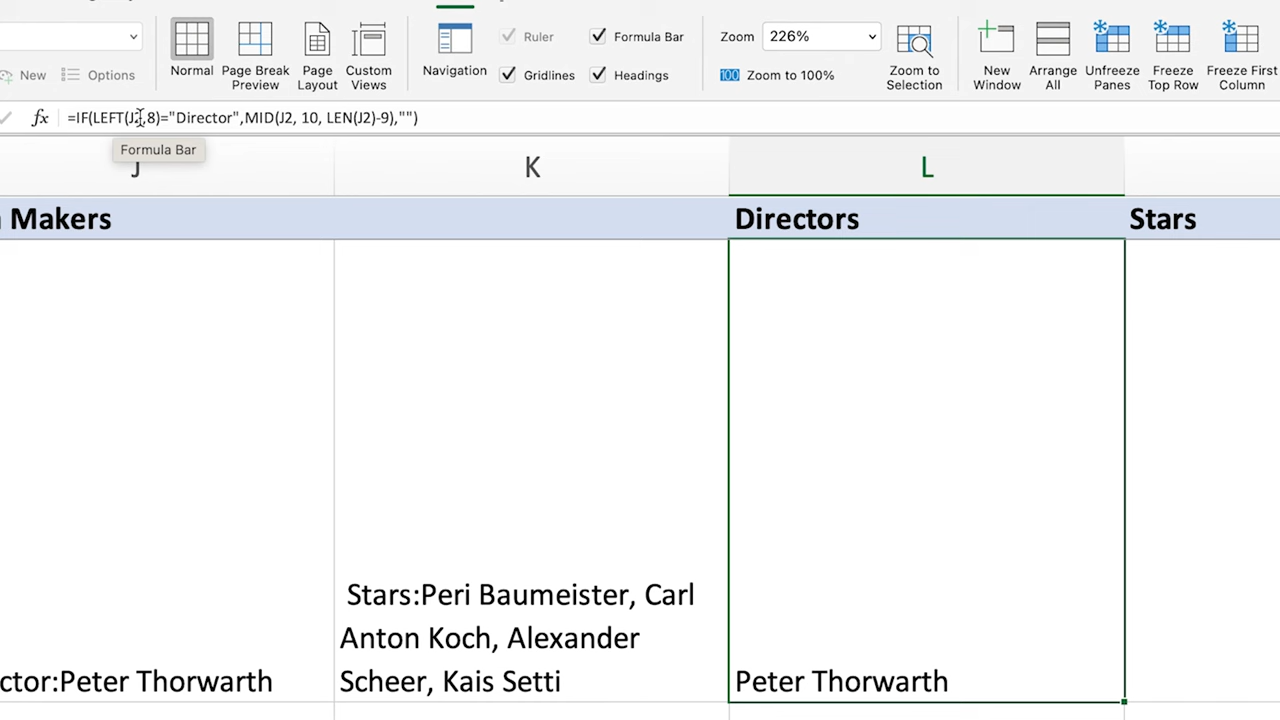 Ruler
Formula Bar
Zoom 226%
New
Options
Normal
Page Break
Preview
Page
Layout
Custom
Views
Navigation
Gridlines
Headings
100 Zoom to 100%
Zoom to
Selection
New
Window
Arrange
All
Unfreeze
Panes
Freeze
Top Row
Freeze First
Column
fx =IF(LEFT(J2,8)="Director",MID(J2, 10, LEN(J2)-9),"")
Formula Bar
J K L
Makers Directors Stars
Stars:Peri Baumeister, Carl
Anton Koch, Alexander
Scheer, Kais Setti
ctor:Peter Thorwarth
Peter Thorwarth